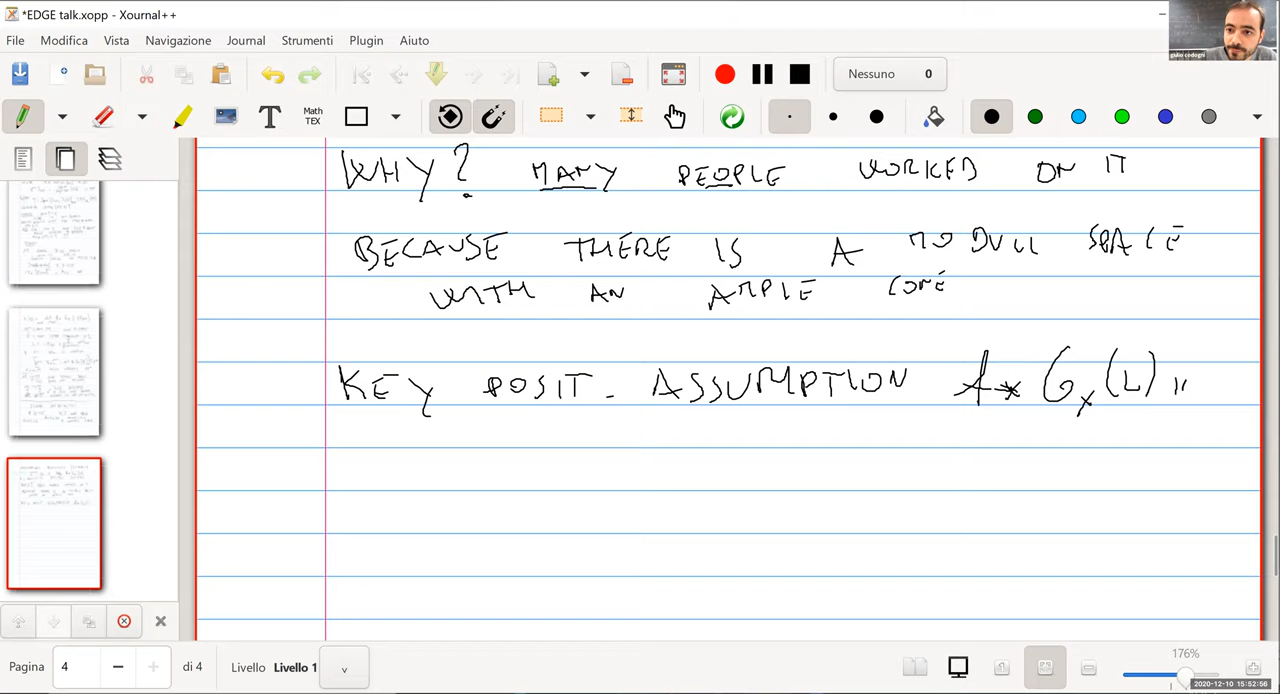 *EDGE talk.xopp - Xournal++
giulio codogni
File Modifica Vista Navigazione Journal Strumenti Plugin Aiuto
Nessuno 0
Math
TEX
WHY? MANY PEOPLE WORKED ON IT
BECAUSE THERE IS A MODULI SPACE
WITH AN AMPLE CONE
KEY POSIT. ASSUMPTION
Pagina 4 di 4 Livello Livello 1 176%
2020-12-10 15:52:56